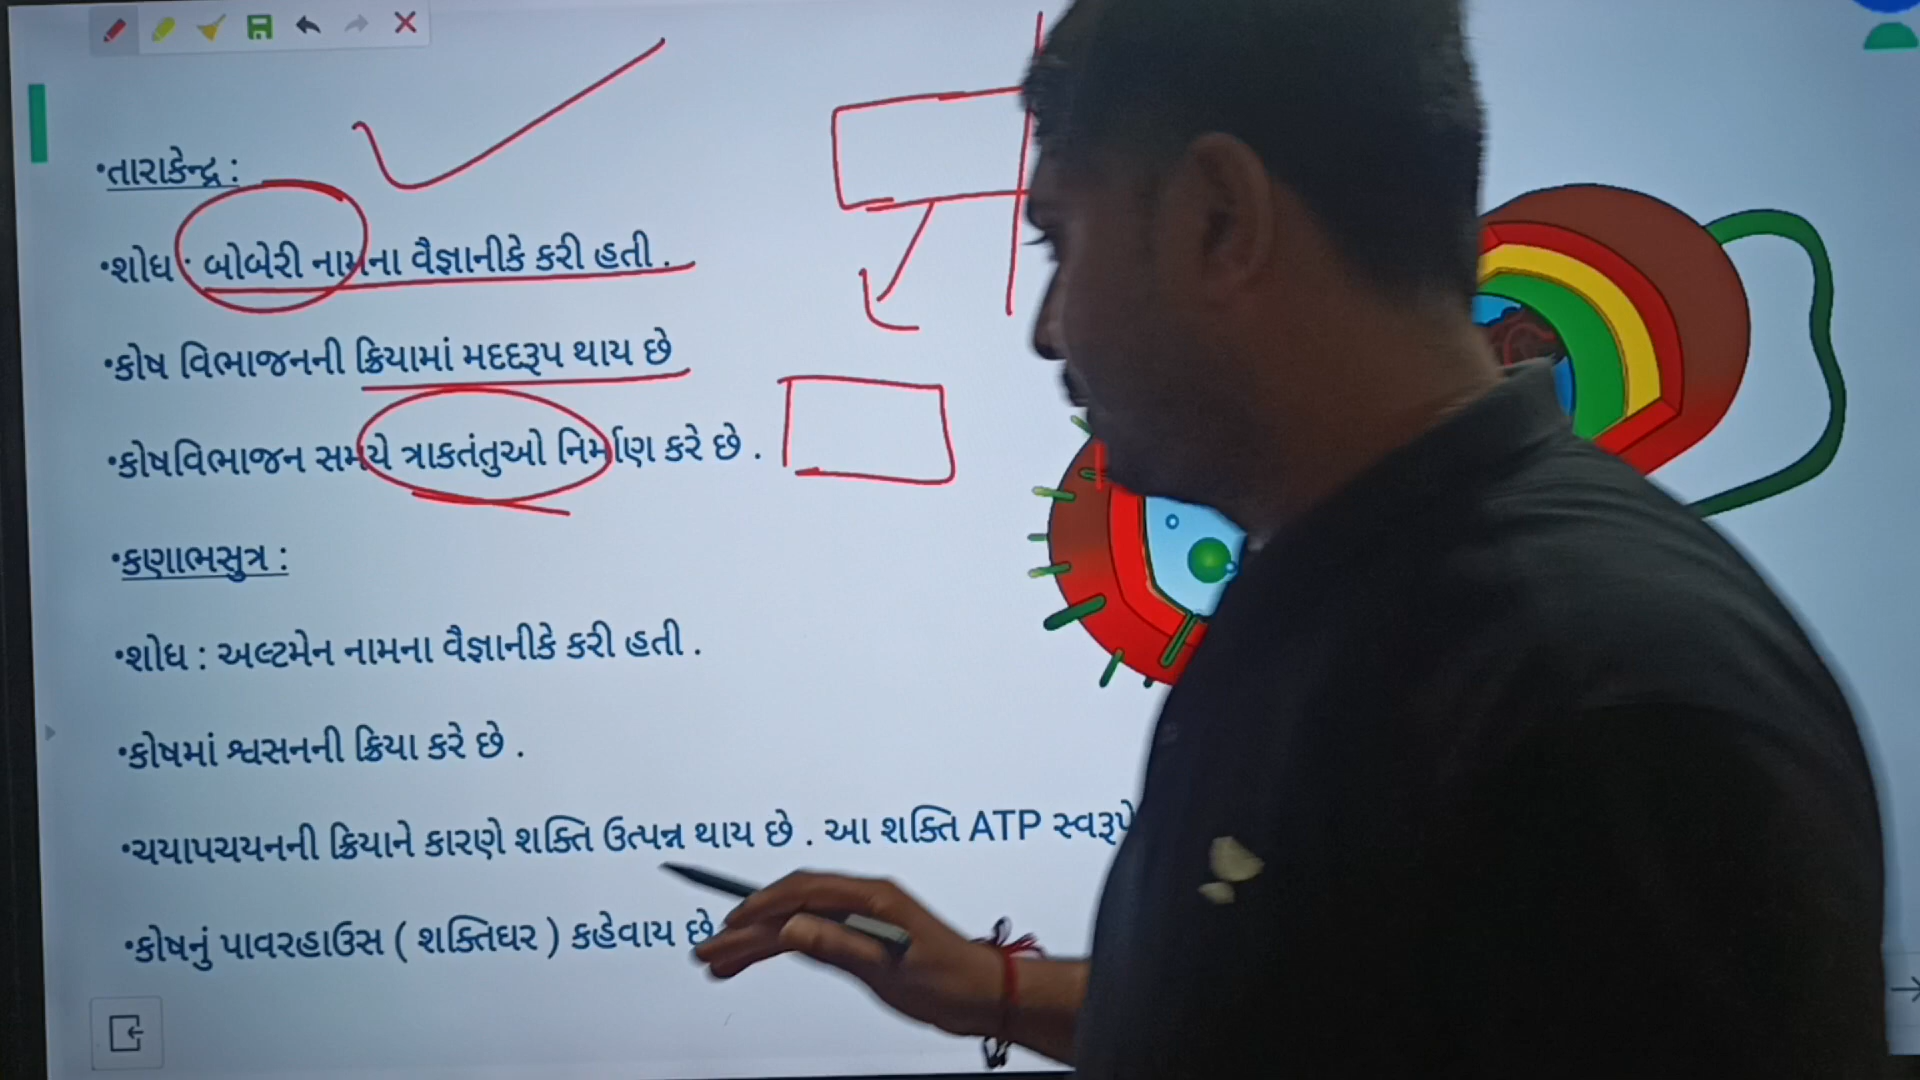 •તારાકેન્દ્ર :
•શોધ : બોબેરી નામના વૈજ્ઞાનીકે કરી હતી .
•કોષ વિભાજનની ક્રિયામાં મદદરૂપ થાય છે
•કોષવિભાજન સમયે ત્રાકતંતુઓ નિર્માણ કરે છે .
•કણાભસુત્ર :
•શોધ : અલ્ટમેન નામના વૈજ્ઞાનીકે કરી હતી .
•કોષમાં શ્વસનની ક્રિયા કરે છે .
•ચયાપચયનની ક્રિયાને કારણે શક્તિ ઉત્પન્ન થાય છે . આ શક્તિ ATP સ્વરૂપે
•કોષનું પાવરહાઉસ ( શક્તિઘર ) કહેવાય છે